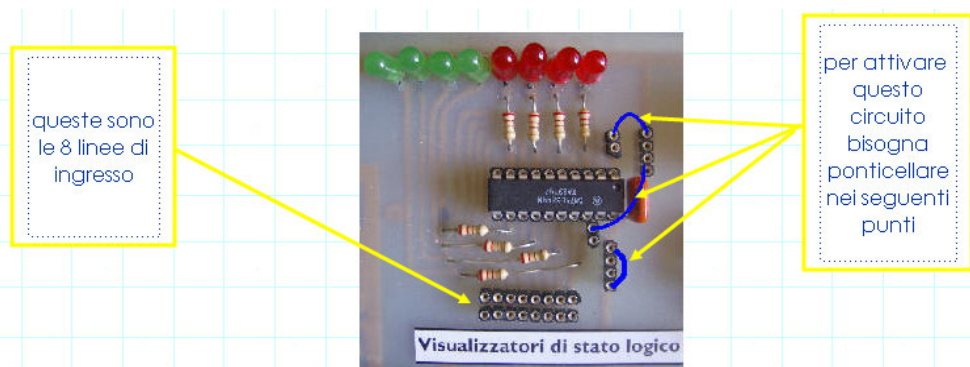 queste sono
le 8 linee di
ingresso
per attivare
questo
circuito
bisogna
ponticellare
nei seguenti
punti
Visualizzatori di stato logico